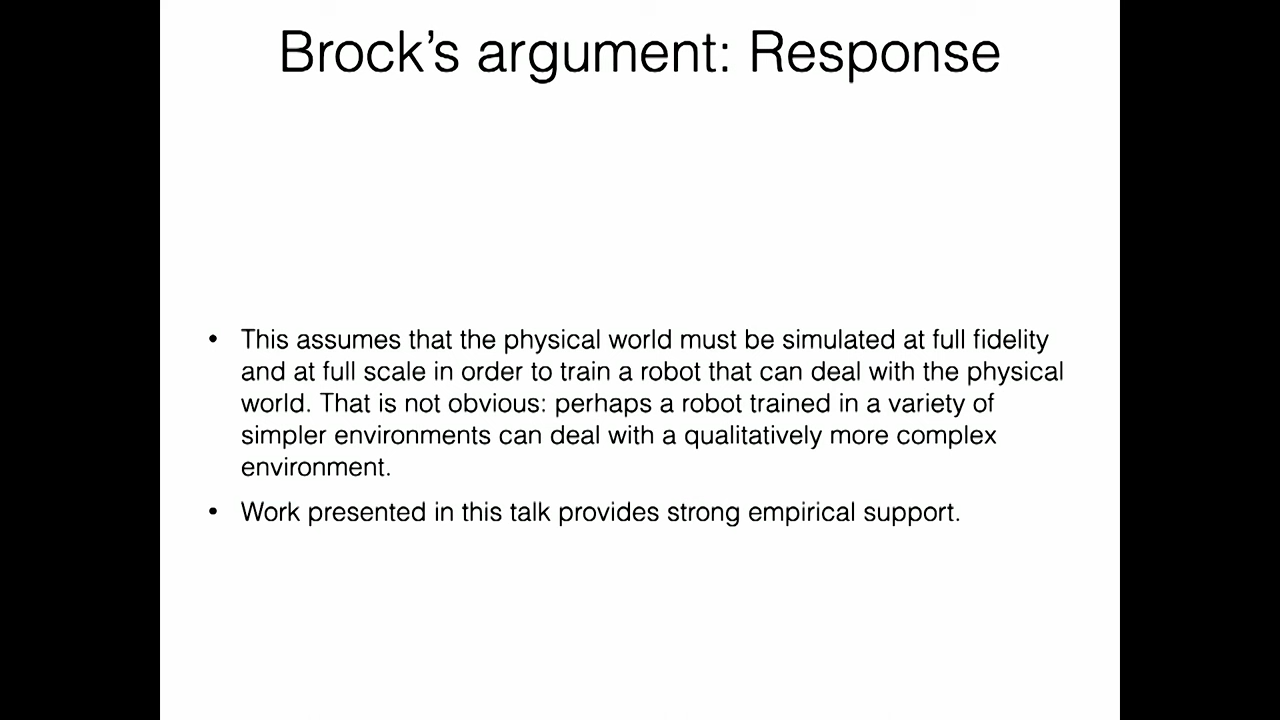 Brock’s argument: Response
• This assumes that the physical world must be simulated at full fidelity
and at full scale in order to train a robot that can deal with the physical
world. That is not obvious: perhaps a robot trained in a variety of
simpler environments can deal with a qualitatively more complex
environment.
• Work presented in this talk provides strong empirical support.